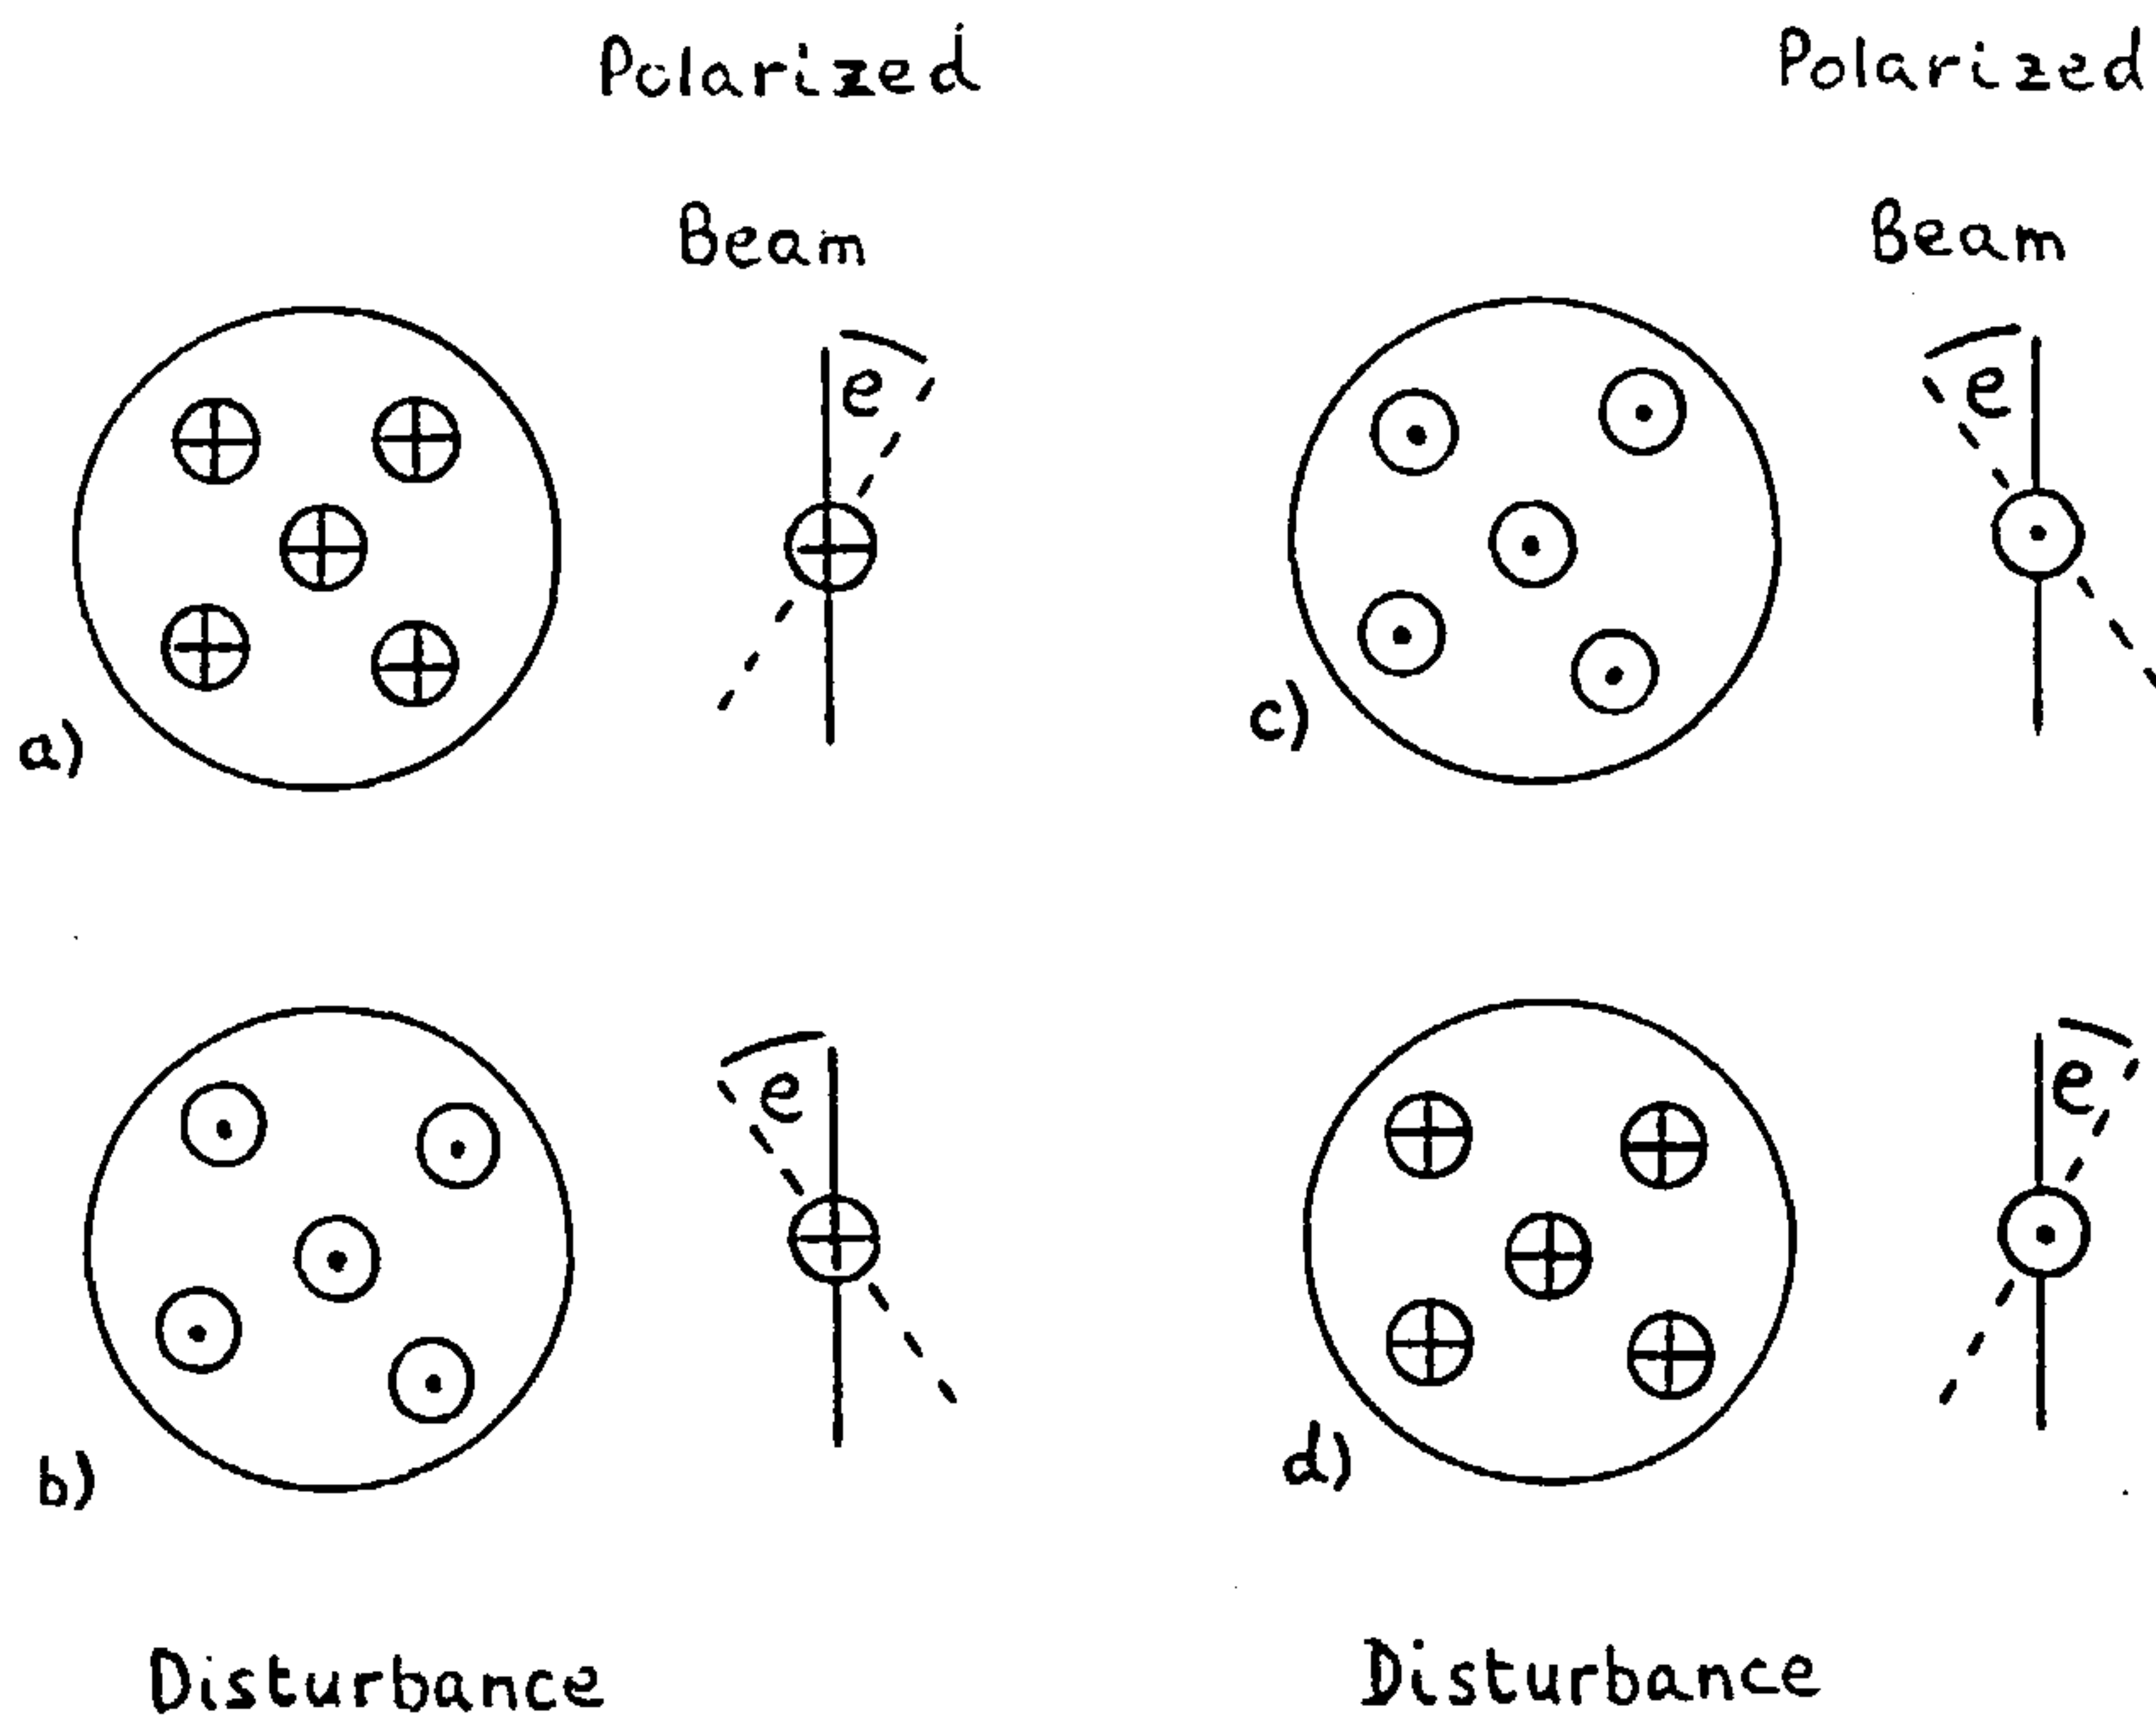 Polarized
Beam
e
a)
Polarized
Beam
e
c)
e
b)
e
d)
Disturbance
Disturbance